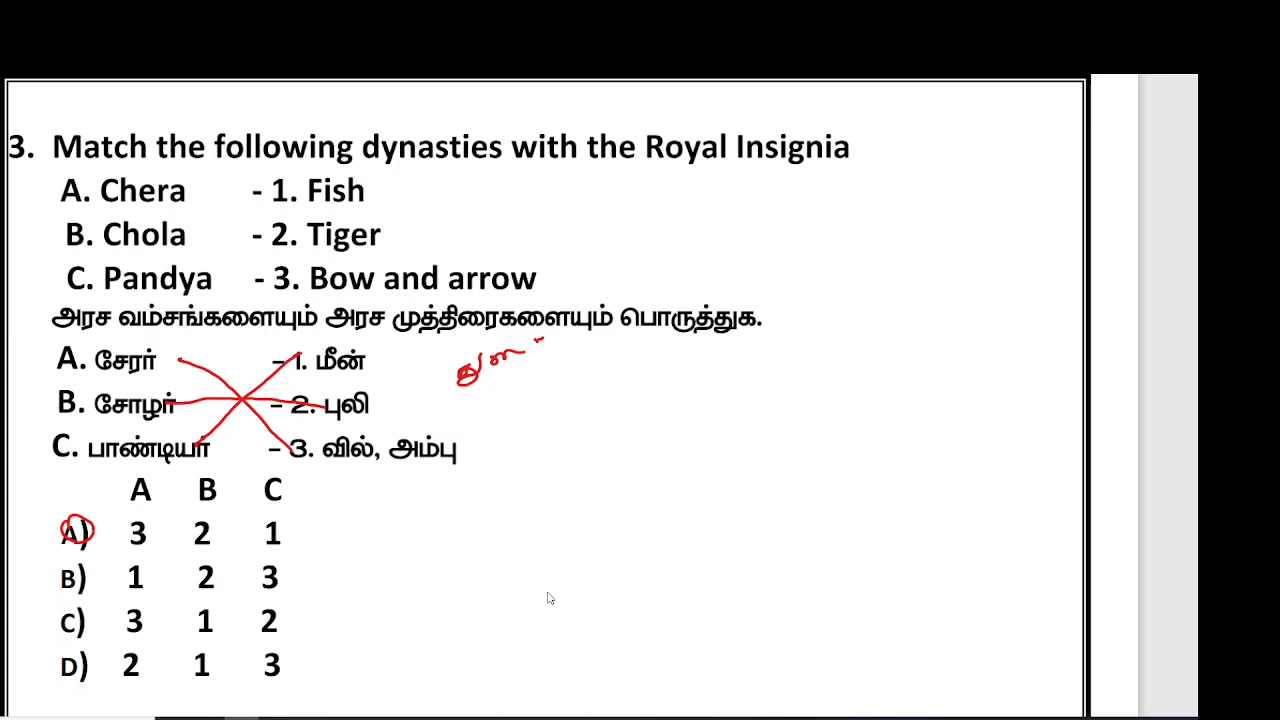 3. Match the following dynasties with the Royal Insignia
A. Chera - 1. Fish
B. Chola - 2. Tiger
C. Pandya - 3. Bow and arrow
அரச வம்சங்களையும் அரச முத்திரைகளையும் பொருத்துக.
A. சேரர் - 1. மீன்
B. சோழர் - 2. புலி
C. பாண்டியர் - 3. வில், அம்பு
A B C
A) 3 2 1
B) 1 2 3
C) 3 1 2
D) 2 1 3